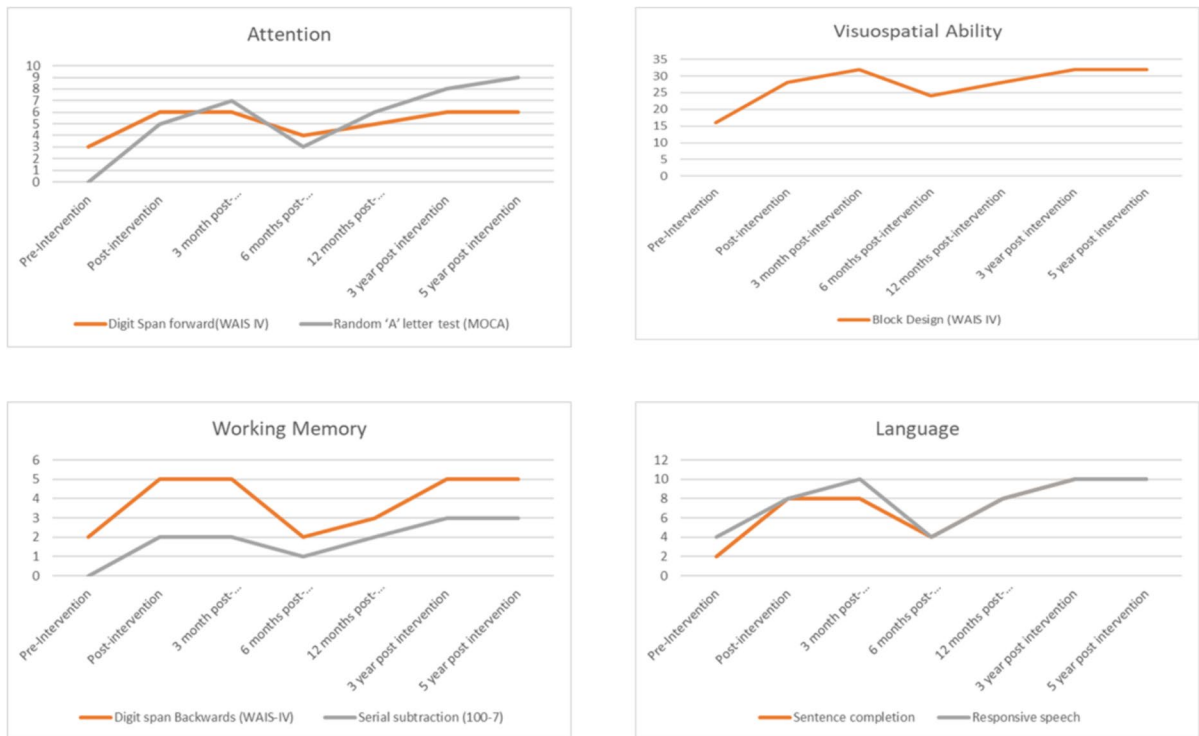 Attention
10
9
8
7
6
5
4
3
2
1
0
Pre-Intervention
Post-intervention
3 month post-...
6 months post-...
12 months post-...
3 year post intervention
5 year post intervention
Digit Span forward(WAIS IV)
Random ‘A’ letter test (MOCA)
Visuospatial Ability
35
30
25
20
15
10
5
0
Pre-Intervention
Post-intervention
3 month post-intervention
6 months post-intervention
12 months post-intervention
3 year post intervention
5 year post intervention
Block Design (WAIS IV)
Working Memory
6
5
4
3
2
1
0
Pre-Intervention
Post-intervention
3 month post-...
6 months post-...
12 months post-...
3 year post intervention
5 year post intervention
Digit span Backwards (WAIS-IV)
Serial subtraction (100-7)
Language
12
10
8
6
4
2
0
Pre-Intervention
Post-intervention
3 month post-...
6 months post-...
12 months post-...
3 year post intervention
5 year post intervention
Sentence completion
Responsive speech